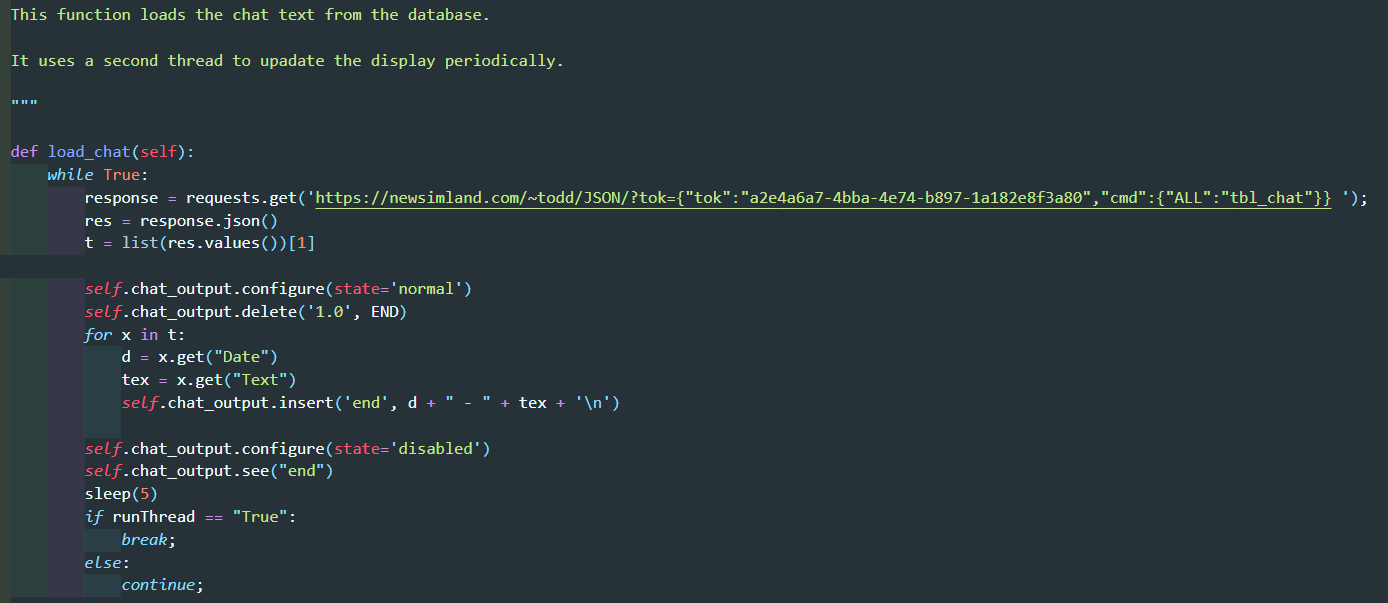 This function loads the chat text from the database.
It uses a second thread to upadate the display periodically.
"""
def load_chat(self):
while True:
response = requests.get('https://newsimland.com/~todd/JSON/?tok={"tok":"a2e4a6a7-4bba-4e74-b897-1a182e8f3a80","cmd":{"ALL":"tbl_chat"}} ');
res = response.json()
t = list(res.values())[1]
self.chat_output.configure(state='normal')
self.chat_output.delete('1.0', END)
for x in t:
d = x.get("Date")
tex = x.get("Text")
self.chat_output.insert('end', d + " - " + tex + '\n')
self.chat_output.configure(state='disabled')
self.chat_output.see("end")
sleep(5)
if runThread == "True":
break;
else:
continue;